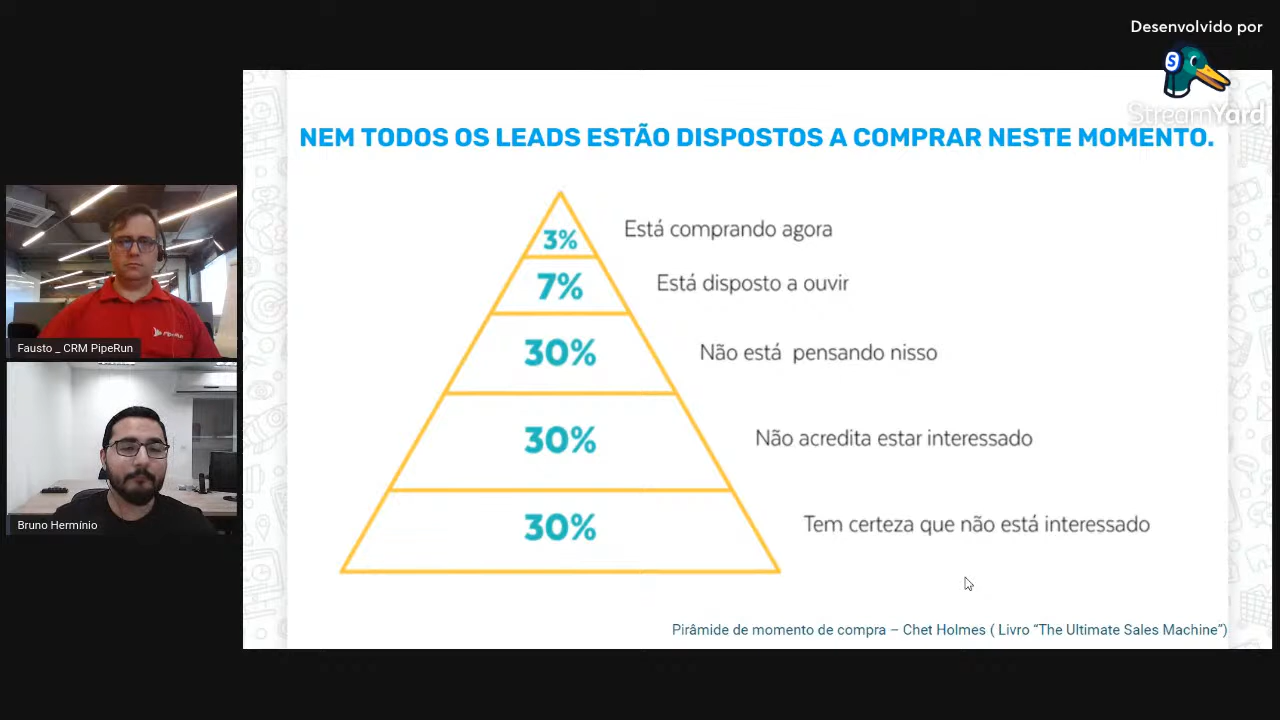 Desenvolvido por
StreamYard
NEM TODOS OS LEADS ESTÃO DISPOSTOS A COMPRAR NESTE MOMENTO.
3% Está comprando agora
7% Está disposto a ouvir
30% Não está pensando nisso
30% Não acredita estar interessado
30% Tem certeza que não está interessado
Pirâmide de momento de compra – Chet Holmes ( Livro “The Ultimate Sales Machine”)
PipeRun
Fausto _ CRM PipeRun
Bruno Hermínio